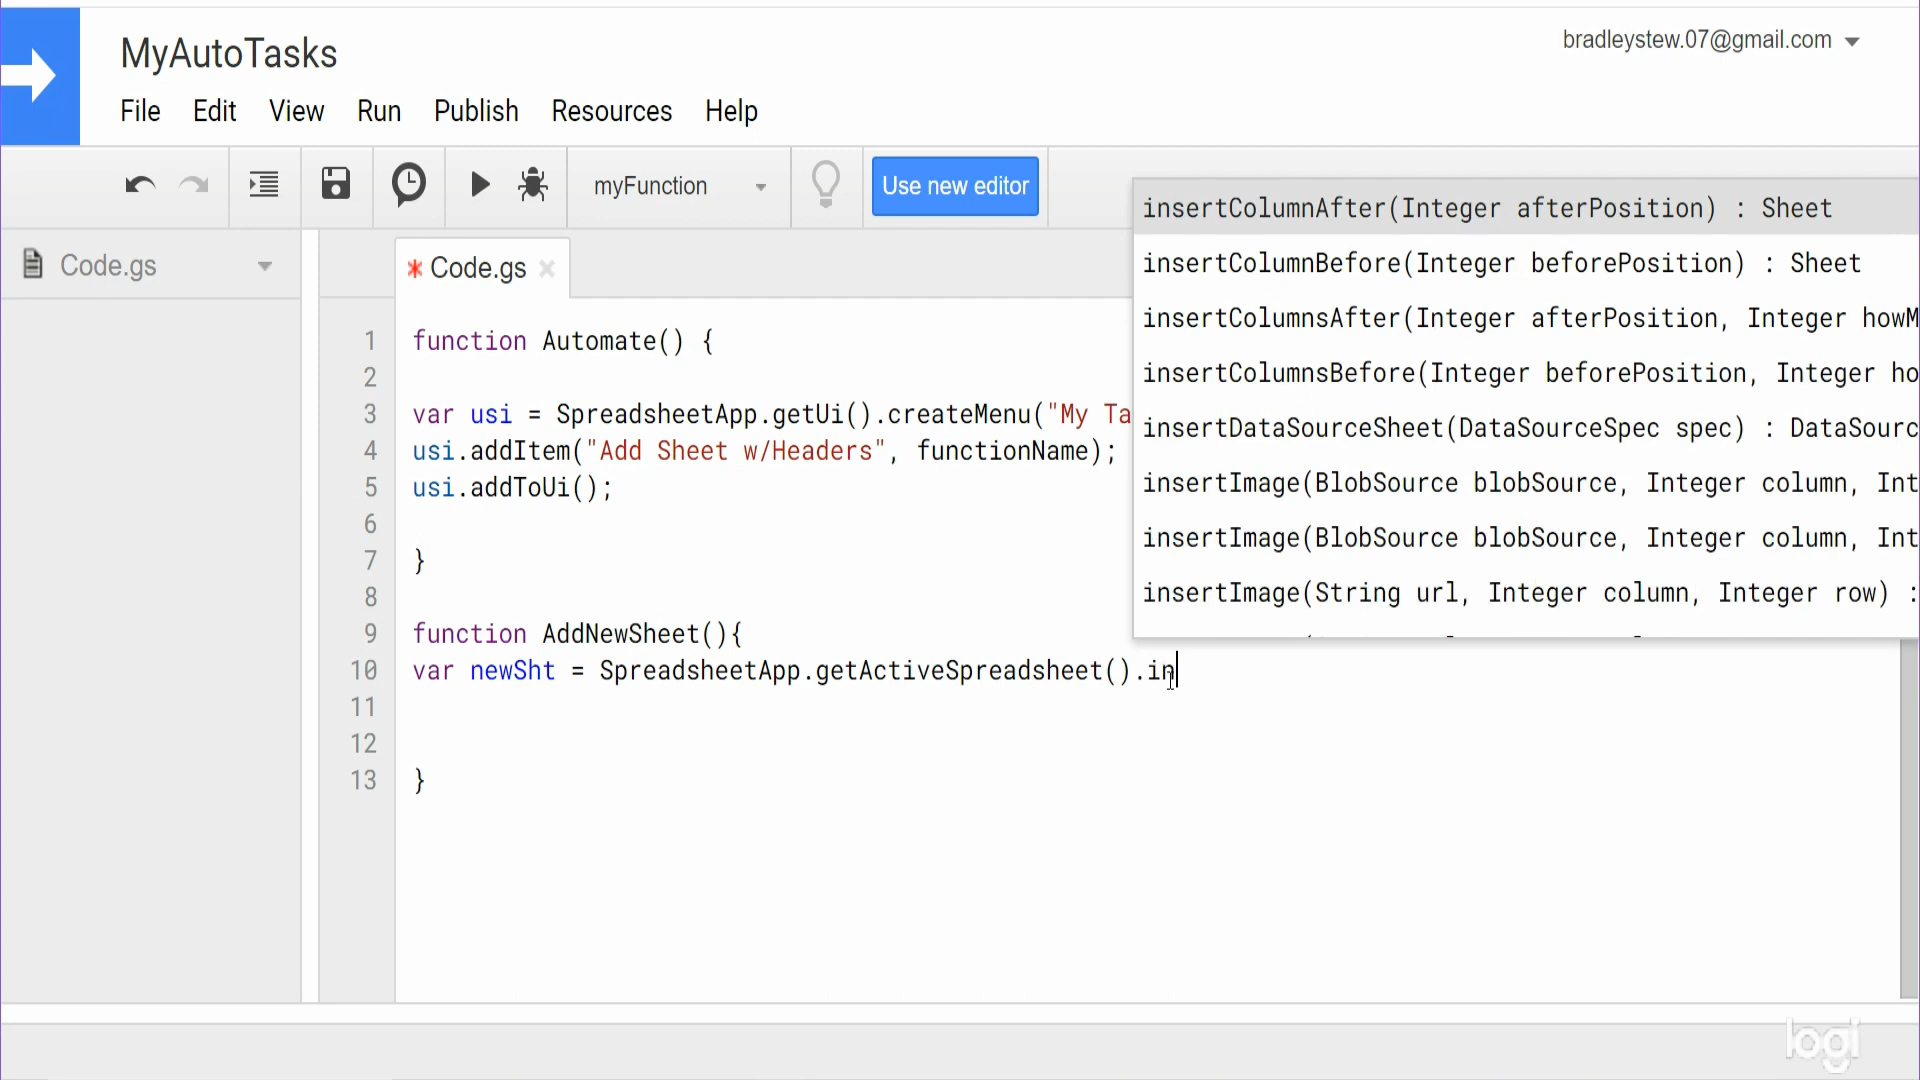 MyAutoTasks
bradleystew.07@gmail.com
File Edit View Run Publish Resources Help
myFunction
Use new editor
Code.gs
* Code.gs
1 function Automate() {
2
3 var usi = SpreadsheetApp.getUi().createMenu("My Ta
4 usi.addItem("Add Sheet w/Headers", functionName);
5 usi.addToUi();
6
7 }
8
9 function AddNewSheet(){
10 var newSht = SpreadsheetApp.getActiveSpreadsheet().in
11
12
13 }
insertColumnAfter(Integer afterPosition) : Sheet
insertColumnBefore(Integer beforePosition) : Sheet
insertColumnsAfter(Integer afterPosition, Integer howM
insertColumnsBefore(Integer beforePosition, Integer ho
insertDataSourceSheet(DataSourceSpec spec) : DataSourc
insertImage(BlobSource blobSource, Integer column, Int
insertImage(BlobSource blobSource, Integer column, Int
insertImage(String url, Integer column, Integer row) :
logi